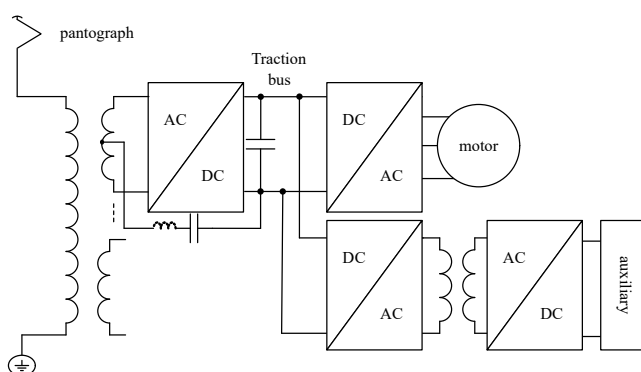 pantograph
Traction
bus
AC
DC
DC
AC
motor
DC
AC
AC
DC
auxiliary